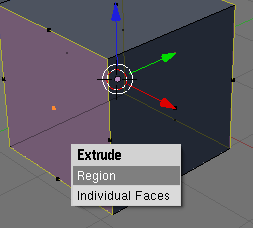 Extrude
Region
Individual Faces